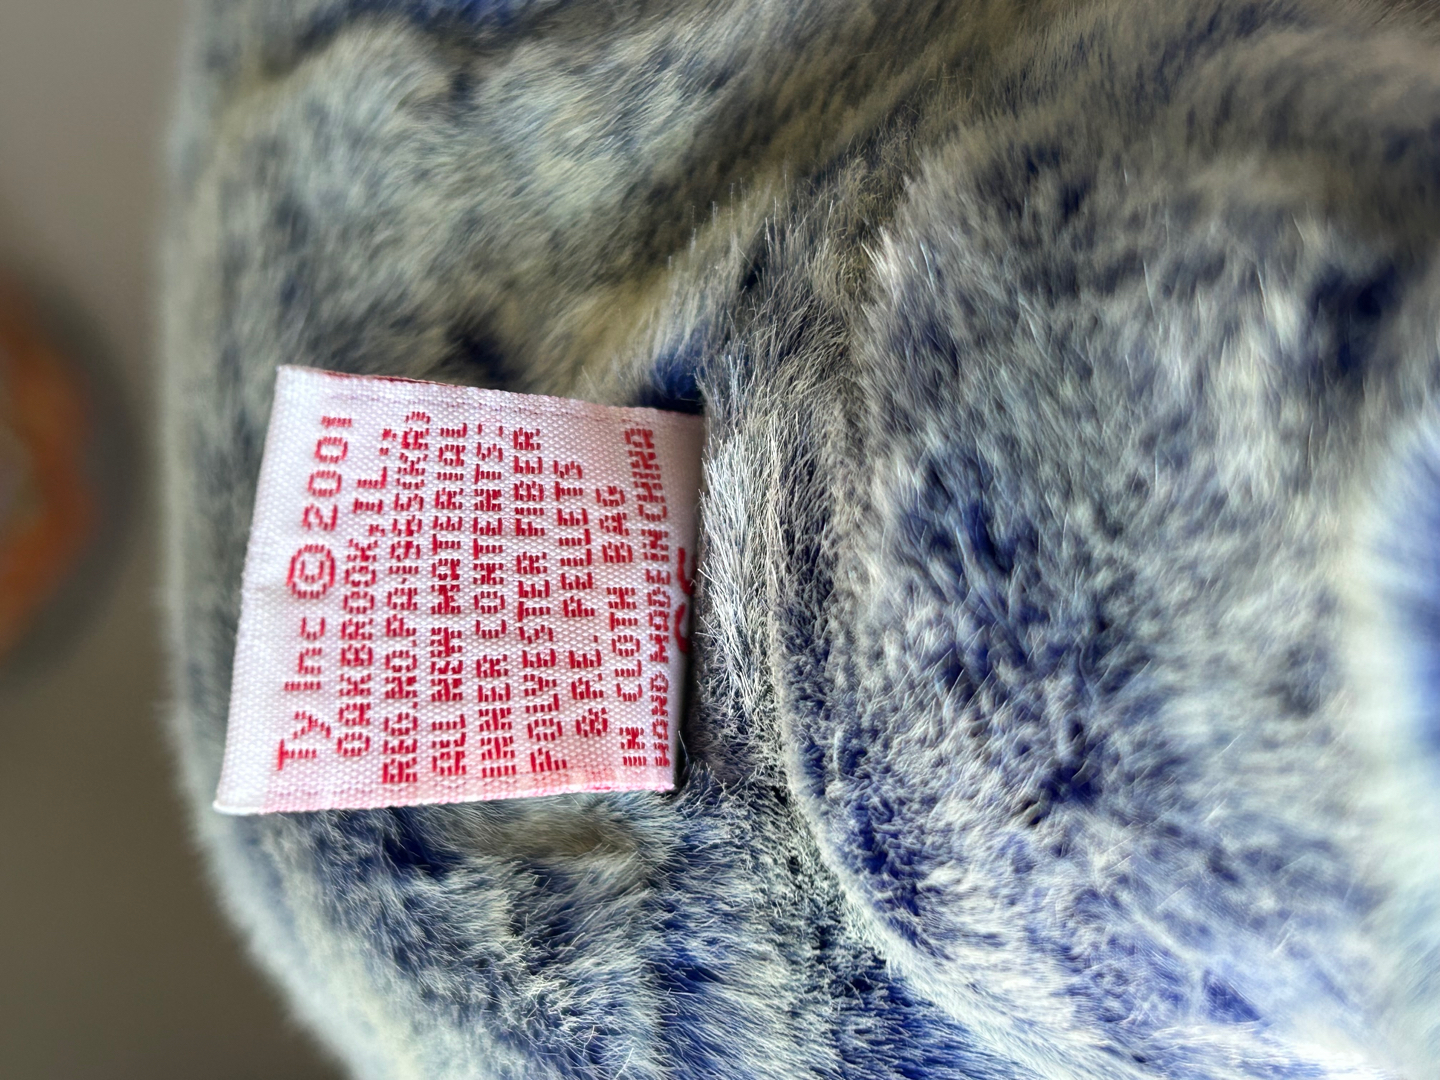 Ty Inc © 2001
OAKBROOK, IL.;
REG.NO.PA-1965(KR)
ALL NEW MATERIAL
INNER CONTENTS:
POLYESTER FIBER
& P.E. PELLETS
IN CLOTH BAG
HAND MADE IN CHINA
CE